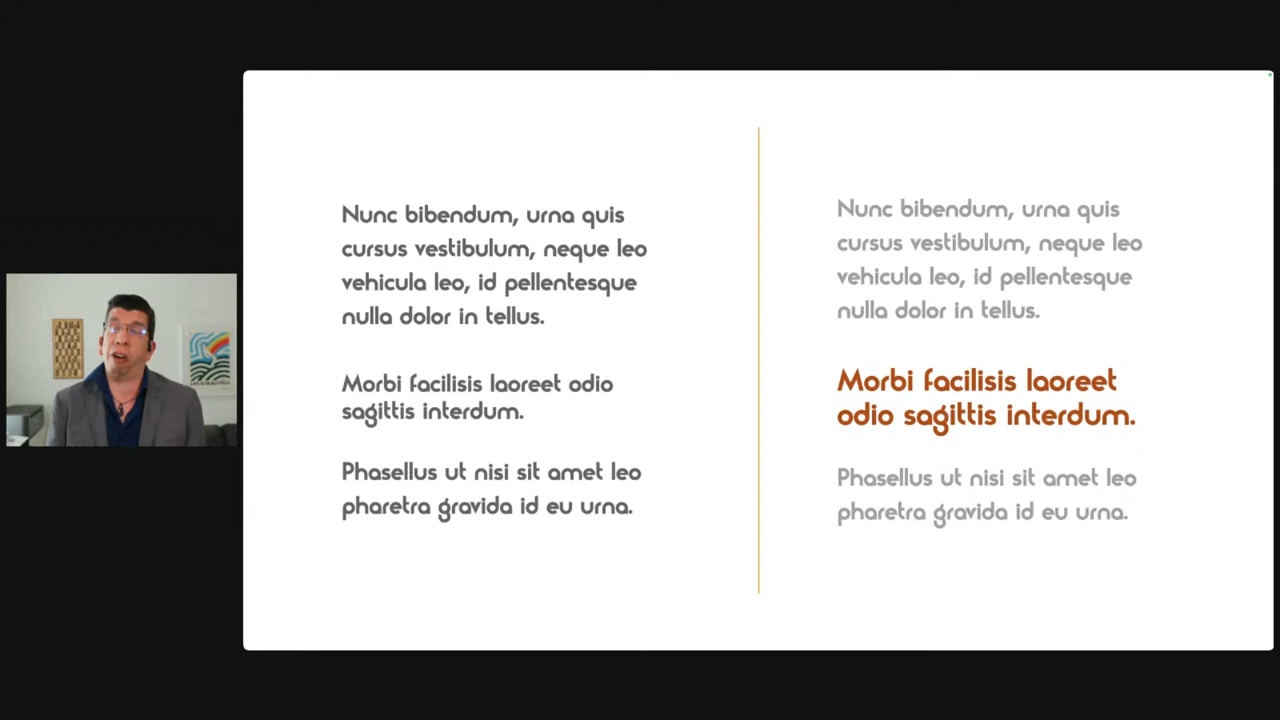 Nunc bibendum, urna quis
cursus vestibulum, neque leo
vehicula leo, id pellentesque
nulla dolor in tellus.
Morbi facilisis laoreet odio
sagittis interdum.
Phasellus ut nisi sit amet leo
pharetra gravida id eu urna.
Nunc bibendum, urna quis
cursus vestibulum, neque leo
vehicula leo, id pellentesque
nulla dolor in tellus.
Morbi facilisis laoreet
odio sagittis interdum.
Phasellus ut nisi sit amet leo
pharetra gravida id eu urna.